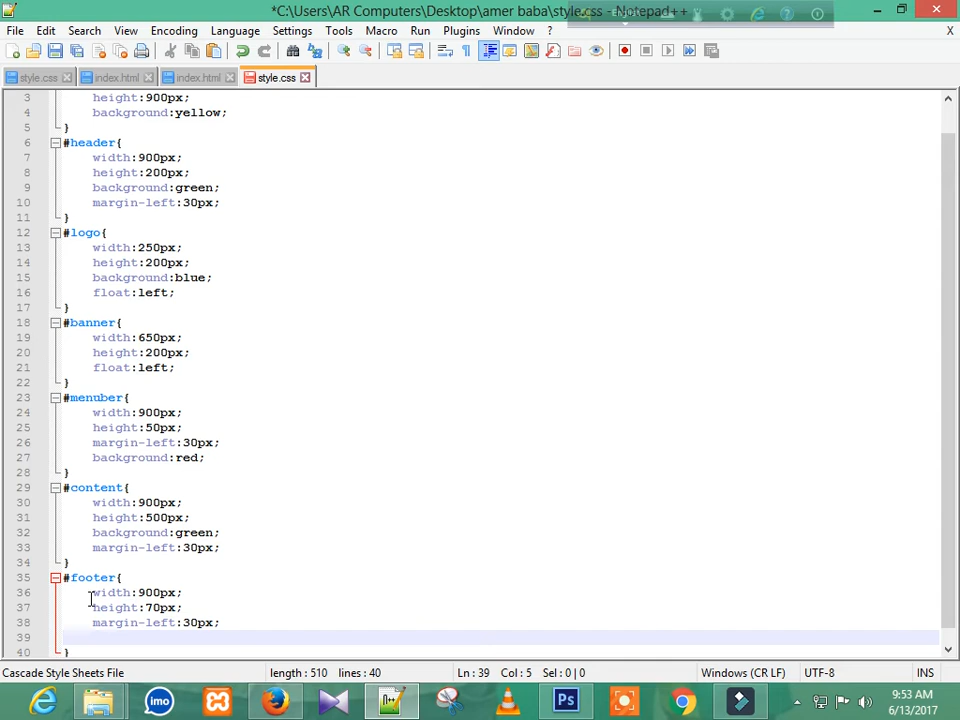 *C:\Users\AR Computers\Desktop\amer baba\style.css - Notepad++
File Edit Search View Encoding Language Settings Tools Macro Run Plugins Window ? X
style.css index.html index.html style.css
3 height:900px;
4 background:yellow;
5 }
6 #header{
7 width:900px;
8 height:200px;
9 background:green;
10 margin-left:30px;
11 }
12 #logo{
13 width:250px;
14 height:200px;
15 background:blue;
16 float:left;
17 }
18 #banner{
19 width:650px;
20 height:200px;
21 float:left;
22 }
23 #menuber{
24 width:900px;
25 height:50px;
26 margin-left:30px;
27 background:red;
28 }
29 #content{
30 width:900px;
31 height:500px;
32 background:green;
33 margin-left:30px;
34 }
35 #footer{
36 width:900px;
37 height:70px;
38 margin-left:30px;
39
40 }
Cascade Style Sheets File length : 510 lines : 40 Ln : 39 Col : 5 Sel : 0 | 0 Windows (CR LF) UTF-8 INS
imo Ps 9:53 AM
6/13/2017